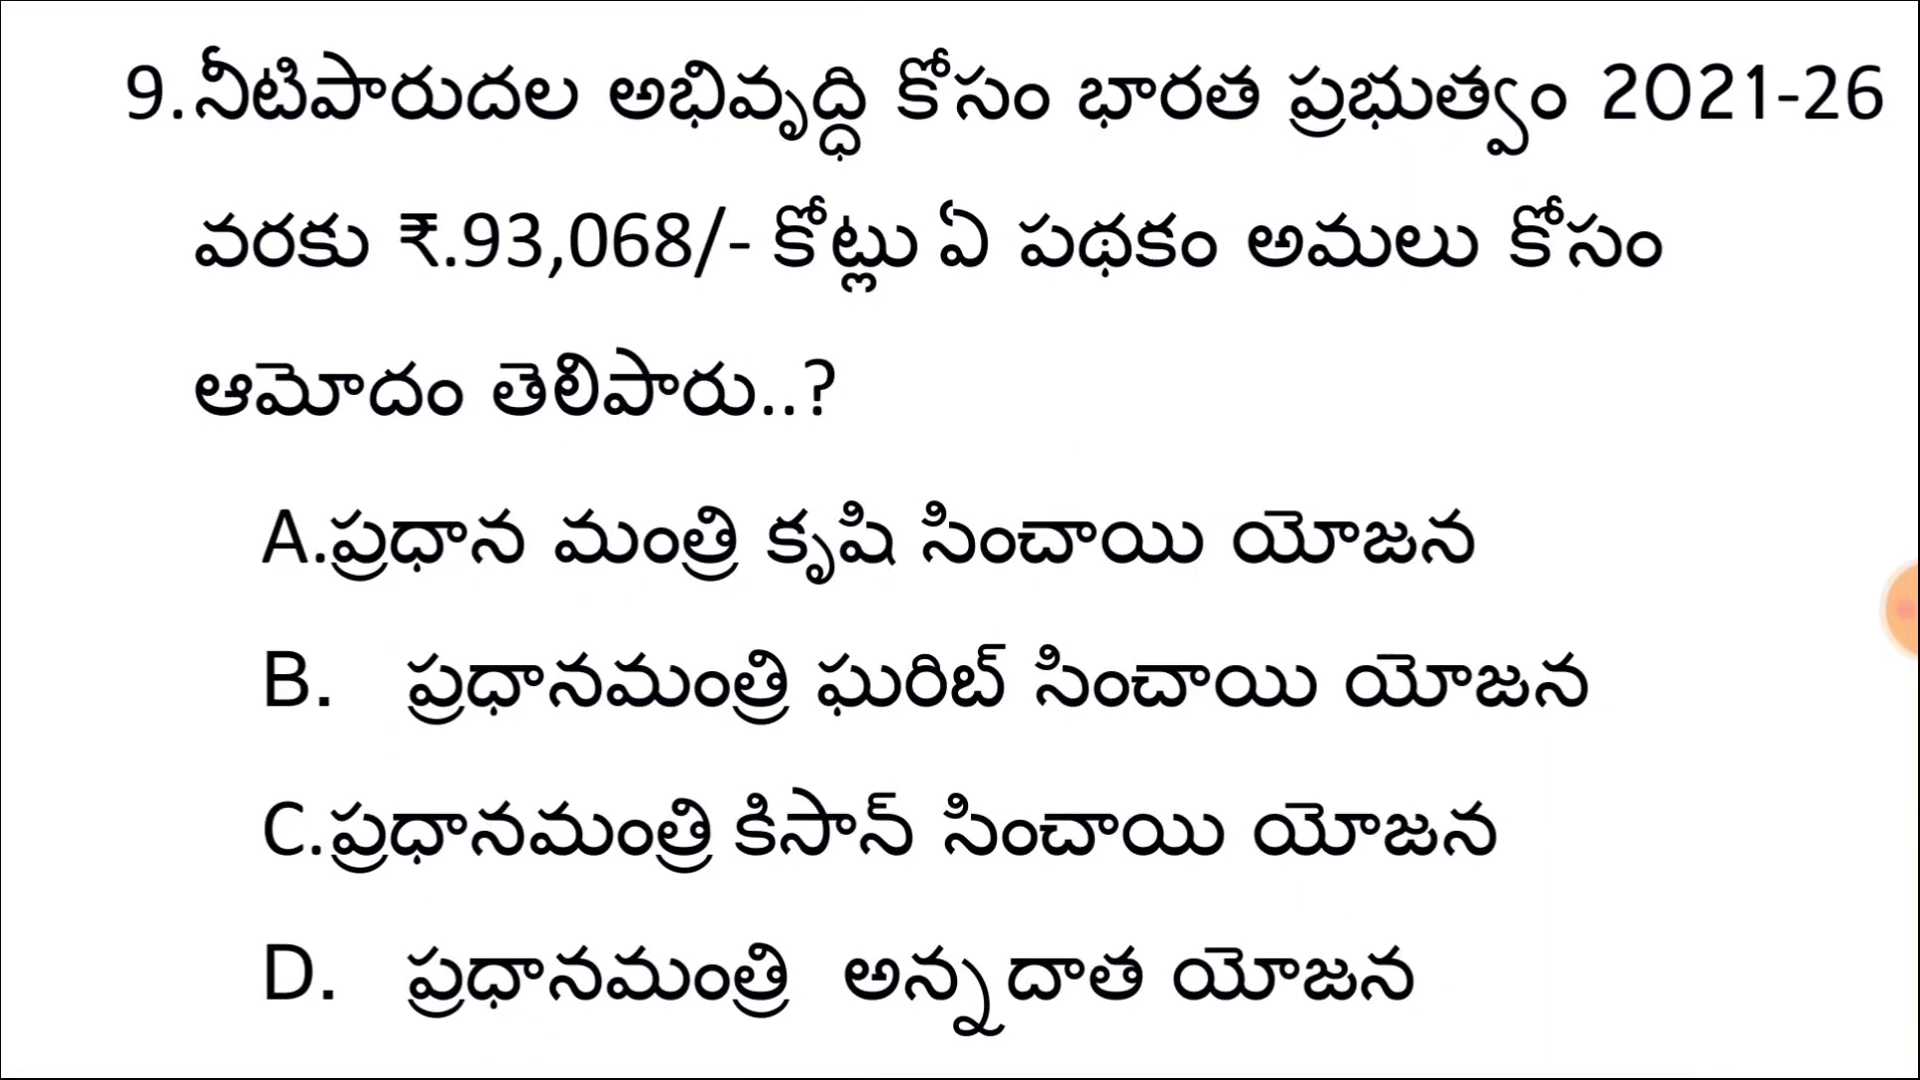 9.నీటిపారుదల అభివృద్ధి కోసం భారత ప్రభుత్వం 2021-26
వరకు ₹.93,068/- కోట్లు ఏ పథకం అమలు కోసం
ఆమోదం తెలిపారు..?
A.ప్రధాన మంత్రి కృషి సించాయి యోజన
B. ప్రధానమంత్రి ఘరిబ్ సించాయి యోజన
C.ప్రధానమంత్రి కిసాన్ సించాయి యోజన
D. ప్రధానమంత్రి అన్నదాత యోజన